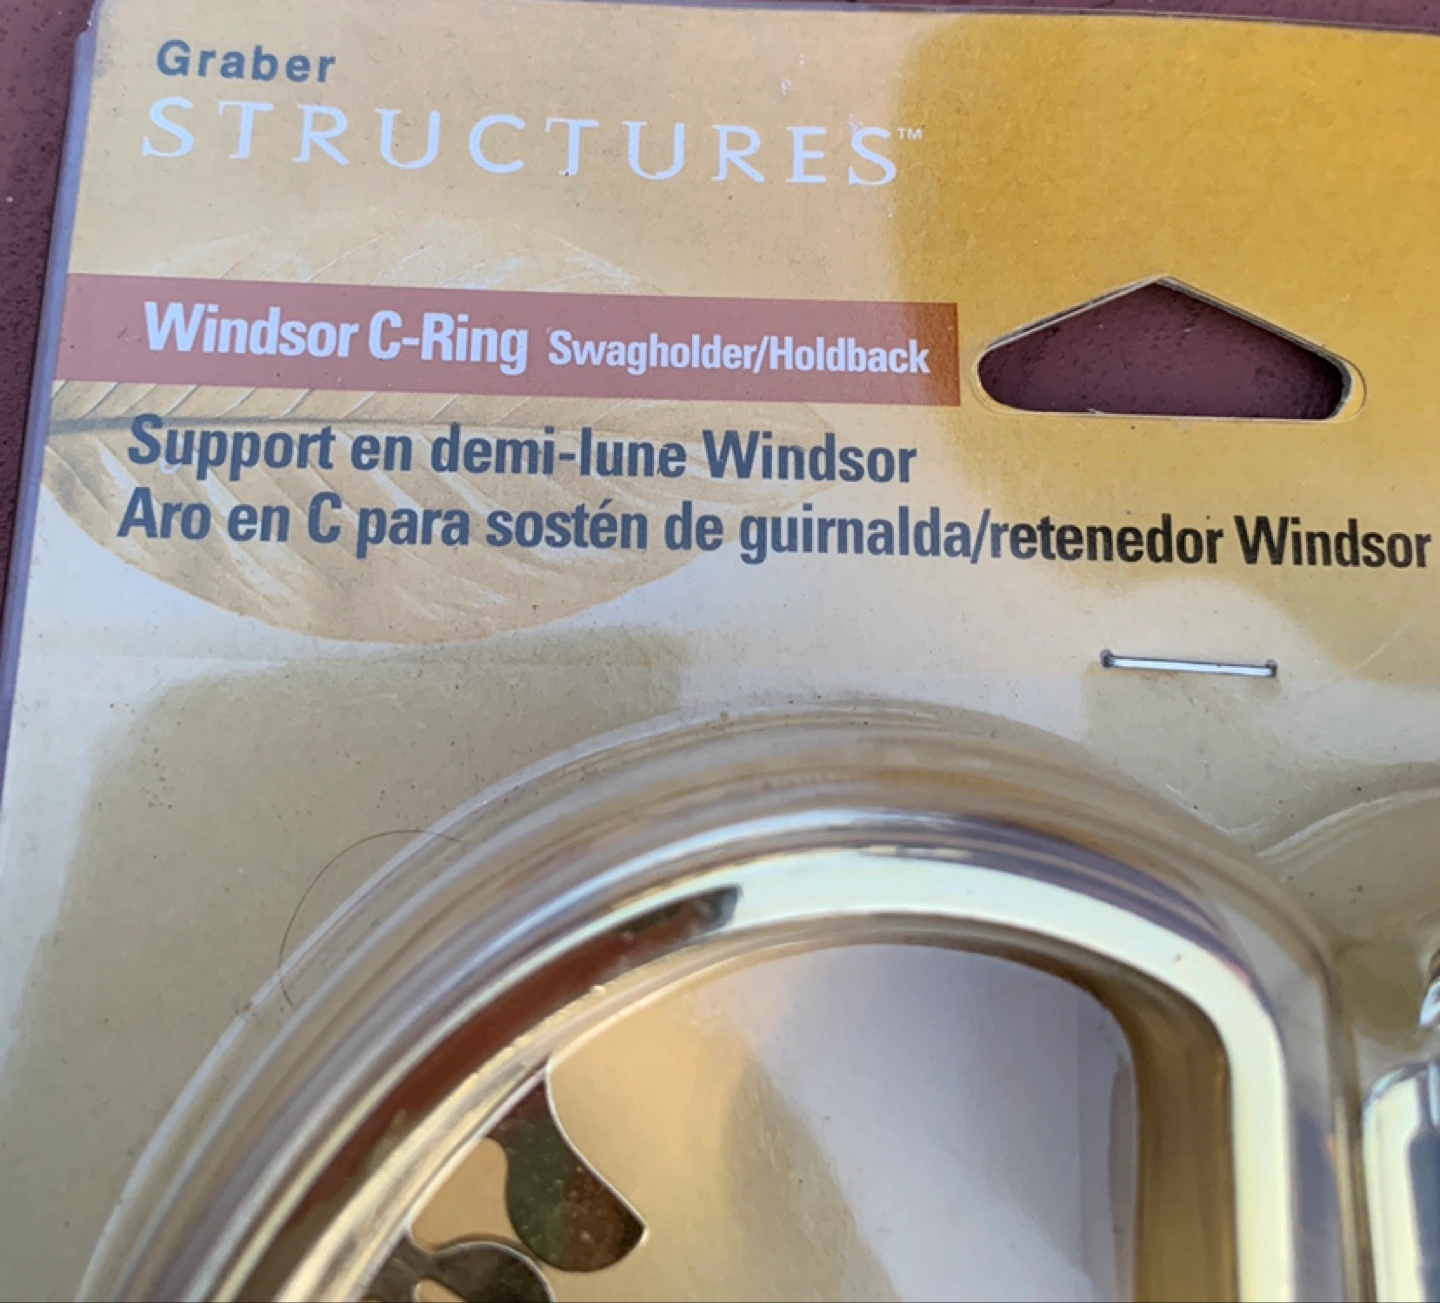 Graber
STRUCTURES™
Windsor C-Ring Swagholder/Holdback
Support en demi-lune Windsor
Aro en C para sostén de guirnalda/retenedor Windsor